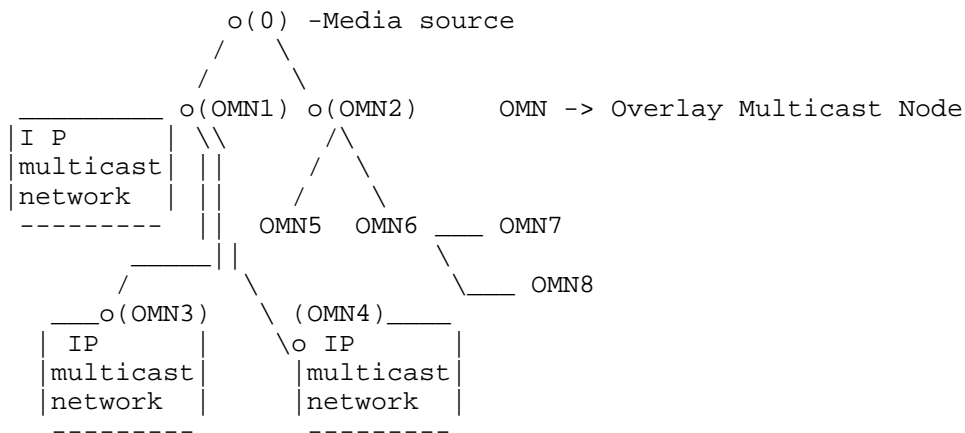 o(0) -Media source
o(OMN1) o(OMN2) OMN -> Overlay Multicast Node
I P
multicast
network
OMN5 OMN6 ___ OMN7
OMN8
o(OMN3) (OMN4)
IP o IP
multicast multicast
network network